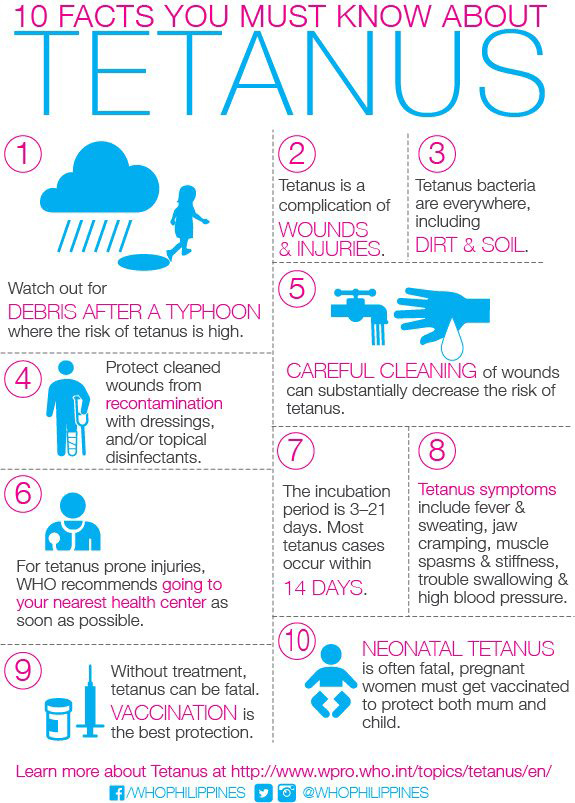 10 FACTS YOU MUST KNOW ABOUT
TETANUS
1
Watch out for
DEBRIS AFTER A TYPHOON
where the risk of tetanus is high.
2
Tetanus is a
complication of
WOUNDS
& INJURIES.
3
Tetanus bacteria
are everywhere,
including
DIRT & SOIL.
4
Protect cleaned
wounds from
recontamination
with dressings,
and/or topical
disinfectants.
5
CAREFUL CLEANING of wounds
can substantially decrease the risk of
tetanus.
6
For tetanus prone injuries,
WHO recommends going to
your nearest health center as
soon as possible.
7
The incubation
period is 3–21
days. Most
tetanus cases
occur within
14 DAYS.
8
Tetanus symptoms
include fever &
sweating, jaw
cramping, muscle
spasms & stiffness,
trouble swallowing &
high blood pressure.
9
Without treatment,
tetanus can be fatal.
VACCINATION is
the best protection.
10
NEONATAL TETANUS
is often fatal, pregnant
women must get vaccinated
to protect both mum and
child.
Learn more about Tetanus at http://www.wpro.who.int/topics/tetanus/en/
/WHOPHILIPPINES @WHOPHILIPPINES